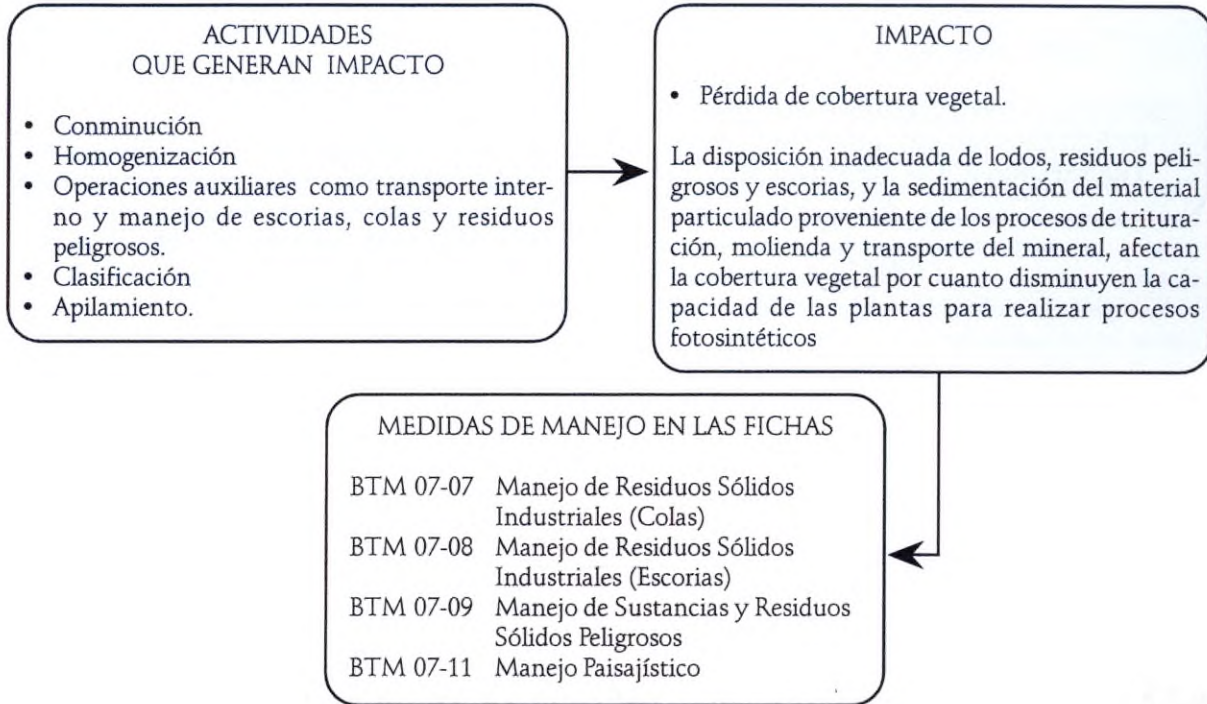 ACTIVIDADES
QUE GENERAN IMPACTO
• Conminución
• Homogenización
• Operaciones auxiliares como transporte inter-
no y manejo de escorias, colas y residuos
peligrosos.
• Clasificación
• Apilamiento.
IMPACTO
• Pérdida de cobertura vegetal.
La disposición inadecuada de lodos, residuos peli-
grosos y escorias, y la sedimentación del material
particulado proveniente de los procesos de tritura-
ción, molienda y transporte del mineral, afectan
la cobertura vegetal por cuanto disminuyen la ca-
pacidad de las plantas para realizar procesos
fotosintéticos
MEDIDAS DE MANEJO EN LAS FICHAS
BTM 07-07 Manejo de Residuos Sólidos
Industriales (Colas)
BTM 07-08 Manejo de Residuos Sólidos
Industriales (Escorias)
BTM 07-09 Manejo de Sustancias y Residuos
Sólidos Peligrosos
BTM 07-11 Manejo Paisajístico